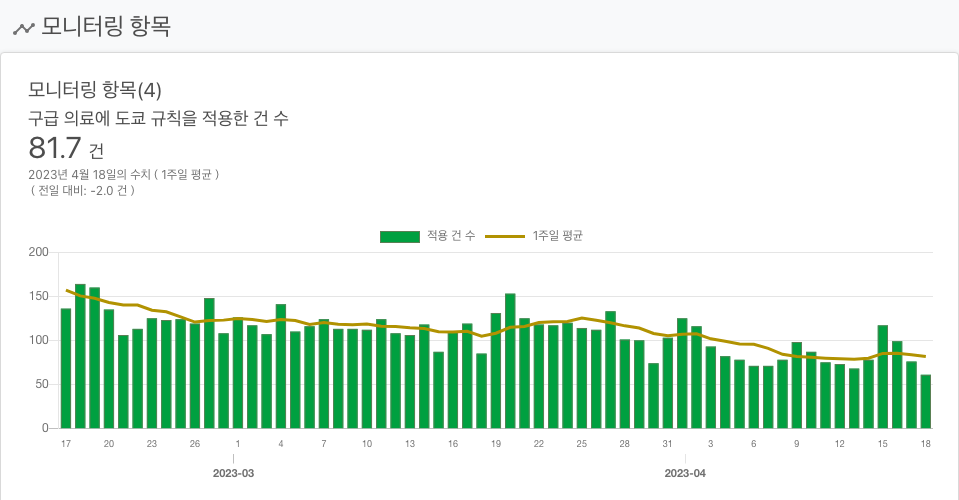 모니터링 항목
모니터링 항목(4)
구급 의료에 도쿄 규칙을 적용한 건 수
81.7 건
2023년 4월 18일의 수치 ( 1주일 평균 )
( 전일 대비: -2.0 건 )
적용 건 수 1주일 평균
200
150
100
50
0
17 20 23 26 1 4 7 10 13 16 19 22 25 28 31 3 6 9 12 15 18
2023-03 2023-04